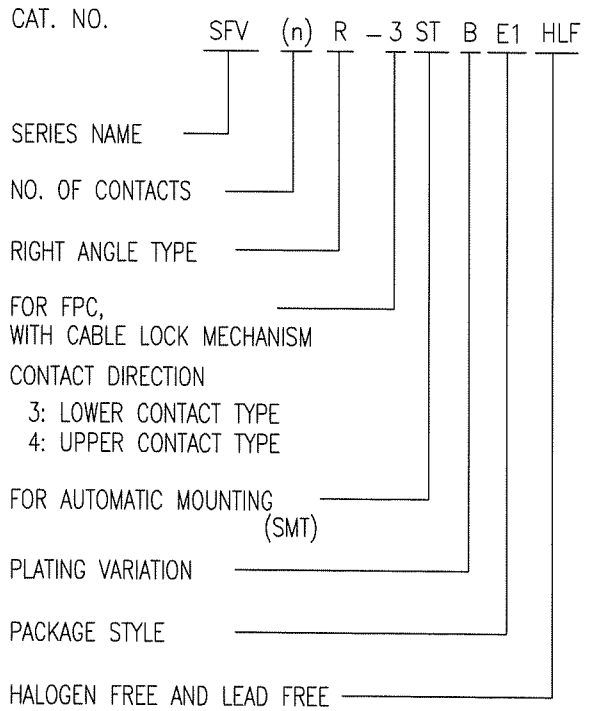 CAT. NO. SFV (n) R - 3 ST B E1 HLF
SERIES NAME
NO. OF CONTACTS
RIGHT ANGLE TYPE
FOR FPC,
WITH CABLE LOCK MECHANISM
CONTACT DIRECTION
3: LOWER CONTACT TYPE
4: UPPER CONTACT TYPE
FOR AUTOMATIC MOUNTING
(SMT)
PLATING VARIATION
PACKAGE STYLE
HALOGEN FREE AND LEAD FREE